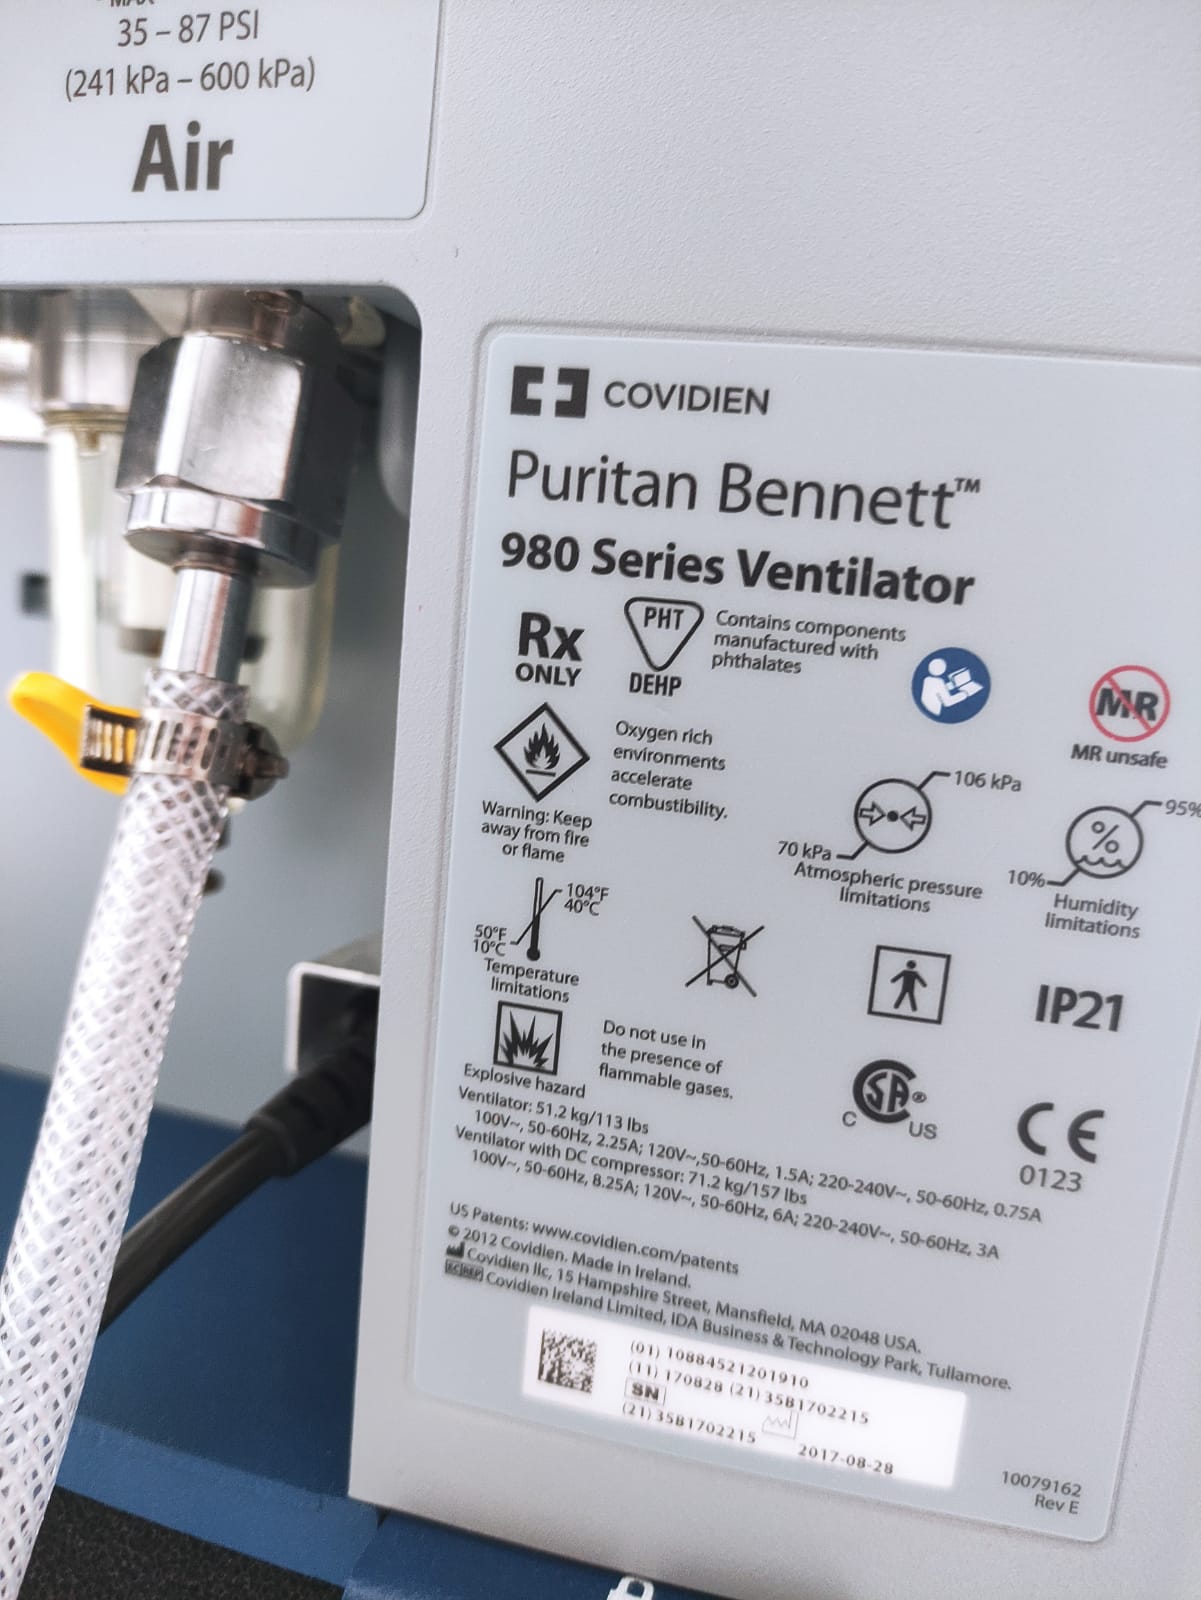 MAX
35 – 87 PSI
(241 kPa – 600 kPa)
Air
COVIDIEN
Puritan Bennett™
980 Series Ventilator
Rx
ONLY
PHT
DEHP
Contains components
manufactured with
phthalates
MR
MR unsafe
Oxygen rich
environments
accelerate
combustibility.
Warning: Keep
away from fire
or flame
106 kPa
70 kPa
Atmospheric pressure
limitations
95%
%
10%
Humidity
limitations
104°F
40°C
50°F
10°C
Temperature
limitations
IP21
Explosive hazard
Do not use in
the presence of
flammable gases.
C SA® US
CE
0123
Ventilator: 51.2 kg/113 lbs
100V~, 50-60Hz, 2.25A; 120V~,50-60Hz, 1.5A; 220-240V~, 50-60Hz, 0.75A
Ventilator with DC compressor: 71.2 kg/157 lbs
100V~, 50-60Hz, 8.25A; 120V~, 50-60Hz, 6A; 220-240V~, 50-60Hz, 3A
US Patents: www.covidien.com/patents
© 2012 Covidien. Made in Ireland.
Covidien llc, 15 Hampshire Street, Mansfield, MA 02048 USA.
EC REP Covidien Ireland Limited, IDA Business & Technology Park, Tullamore.
(01) 10884521201910
(11) 170828 (21) 35B1702215
SN
(21) 35B1702215
2017-08-28
10079162
Rev E